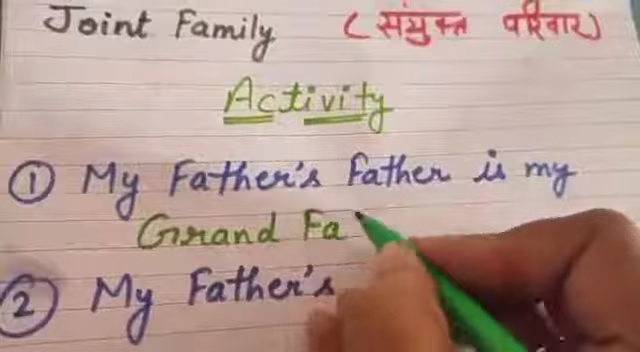 Joint Family (संयुक्त परिवार)
Activity
① My Father's Father is my
Grand Fa
② My Father's